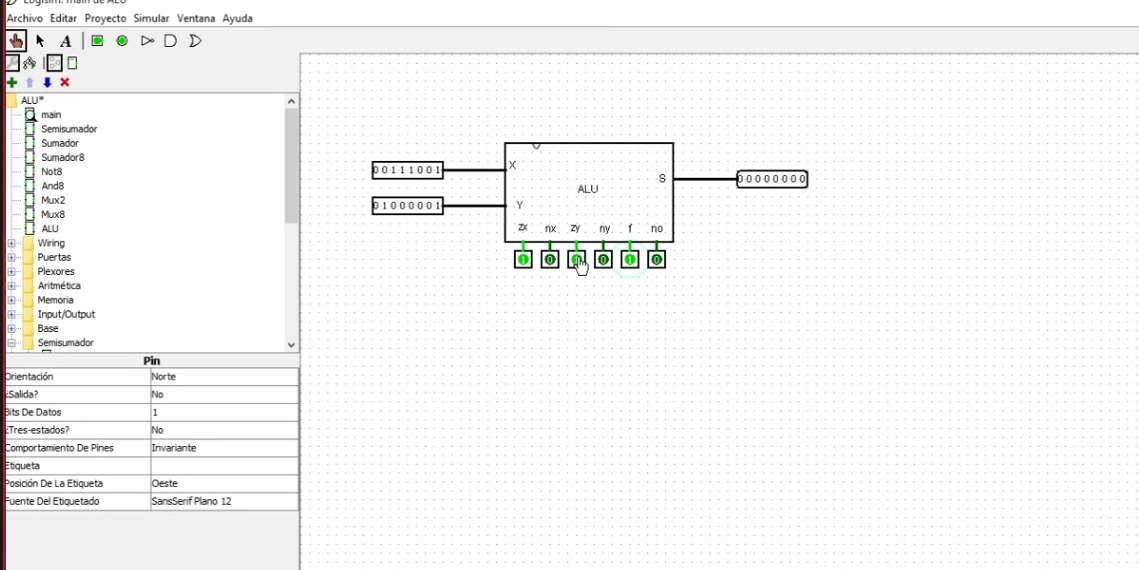 Logisim: main de ALU
Archivo Editar Proyecto Simular Ventana Ayuda
A
ALU*
main
Semisumador
Sumador
Sumador8
Not8
And8
Mux2
Mux8
ALU
Wiring
Puertas
Plexores
Aritmética
Memoria
Input/Output
Base
Semisumador
Pin
Orientación Norte
¿Salida? No
Bits De Datos 1
¿Tres-estados? No
Comportamiento De Pines Invariante
Etiqueta
Posición De La Etiqueta Oeste
Fuente Del Etiquetado SansSerif Plano 12
00111001 X
01000001 Y
ALU
S 00000000
zx nx zy ny f no
1 0 0 1 0